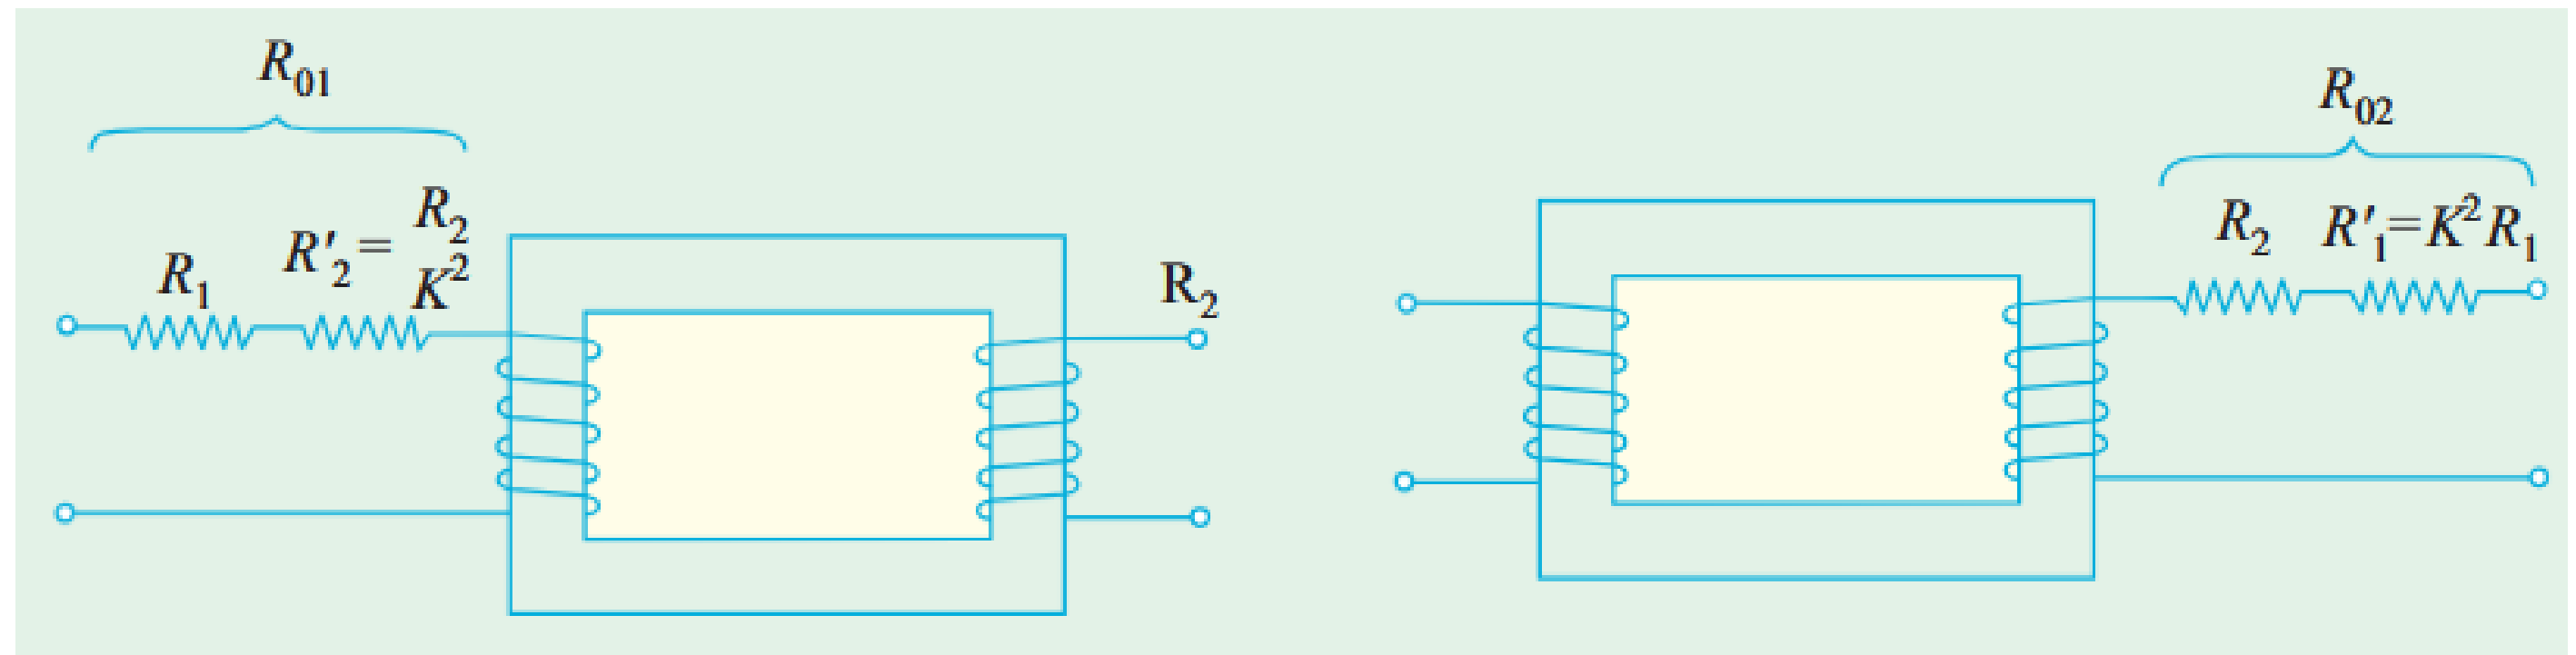 R₀₁
R₁
R′₂ = R₂
K²
R₂
R₀₂
R₂
R′₁=K²R₁